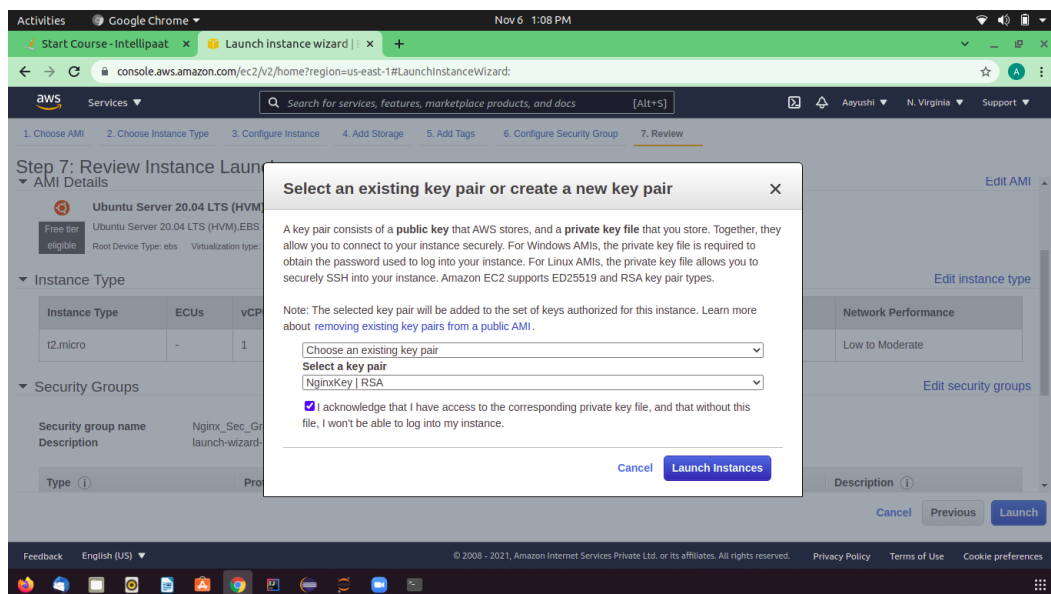 Activities Google Chrome ▾ Nov 6 1:08 PM
Start Course - Intellipaat × Launch instance wizard | E × +
console.aws.amazon.com/ec2/v2/home?region=us-east-1#LaunchInstanceWizard: A
aws Services ▼ Search for services, features, marketplace products, and docs [Alt+S] Aayushi ▼ N. Virginia ▼ Support ▼
1. Choose AMI 2. Choose Instance Type 3. Configure Instance 4. Add Storage 5. Add Tags 6. Configure Security Group 7. Review
Step 7: Review Instance Laun
AMI Details Edit AMI
Ubuntu Server 20.04 LTS (HVM)
Free tier eligible
Ubuntu Server 20.04 LTS (HVM),EBS
Root Device Type: ebs Virtualization type:
Instance Type Edit instance type
Instance Type ECUs vCP Network Performance
t2.micro - 1 Low to Moderate
Security Groups Edit security groups
Security group name Nginx_Sec_Gr
Description launch-wizard-
Type Pro Description
Select an existing key pair or create a new key pair ×
A key pair consists of a public key that AWS stores, and a private key file that you store. Together, they
allow you to connect to your instance securely. For Windows AMIs, the private key file is required to
obtain the password used to log into your instance. For Linux AMIs, the private key file allows you to
securely SSH into your instance. Amazon EC2 supports ED25519 and RSA key pair types.
Note: The selected key pair will be added to the set of keys authorized for this instance. Learn more
about removing existing key pairs from a public AMI.
Choose an existing key pair
Select a key pair
NginxKey | RSA
I acknowledge that I have access to the corresponding private key file, and that without this
file, I won't be able to log into my instance.
Cancel Launch Instances
Cancel Previous Launch
Feedback English (US) ▼ © 2008 - 2021, Amazon Internet Services Private Ltd. or its affiliates. All rights reserved. Privacy Policy Terms of Use Cookie preferences